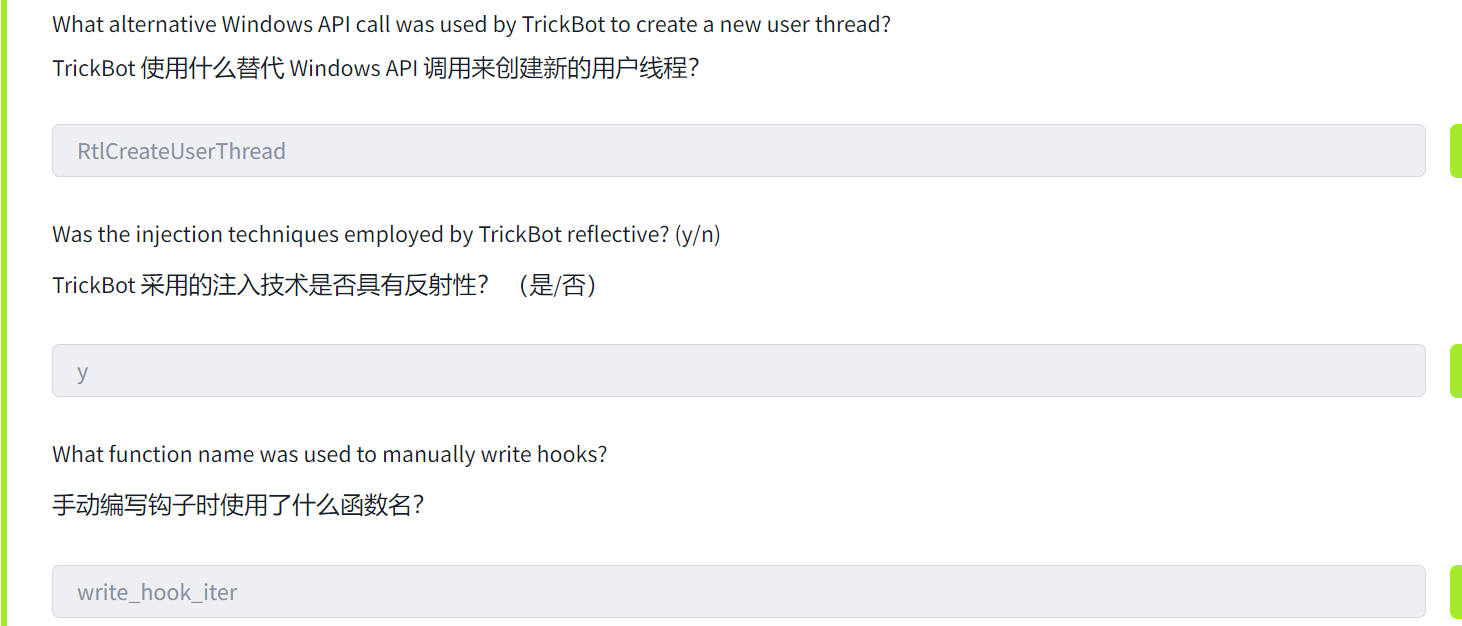 What alternative Windows API call was used by TrickBot to create a new user thread?
TrickBot 使用什么替代 Windows API 调用来创建新的用户线程？
RtlCreateUserThread
Was the injection techniques employed by TrickBot reflective? (y/n)
TrickBot 采用的注入技术是否具有反射性？ （是/否）
y
What function name was used to manually write hooks?
手动编写钩子时使用了什么函数名？
write_hook_iter